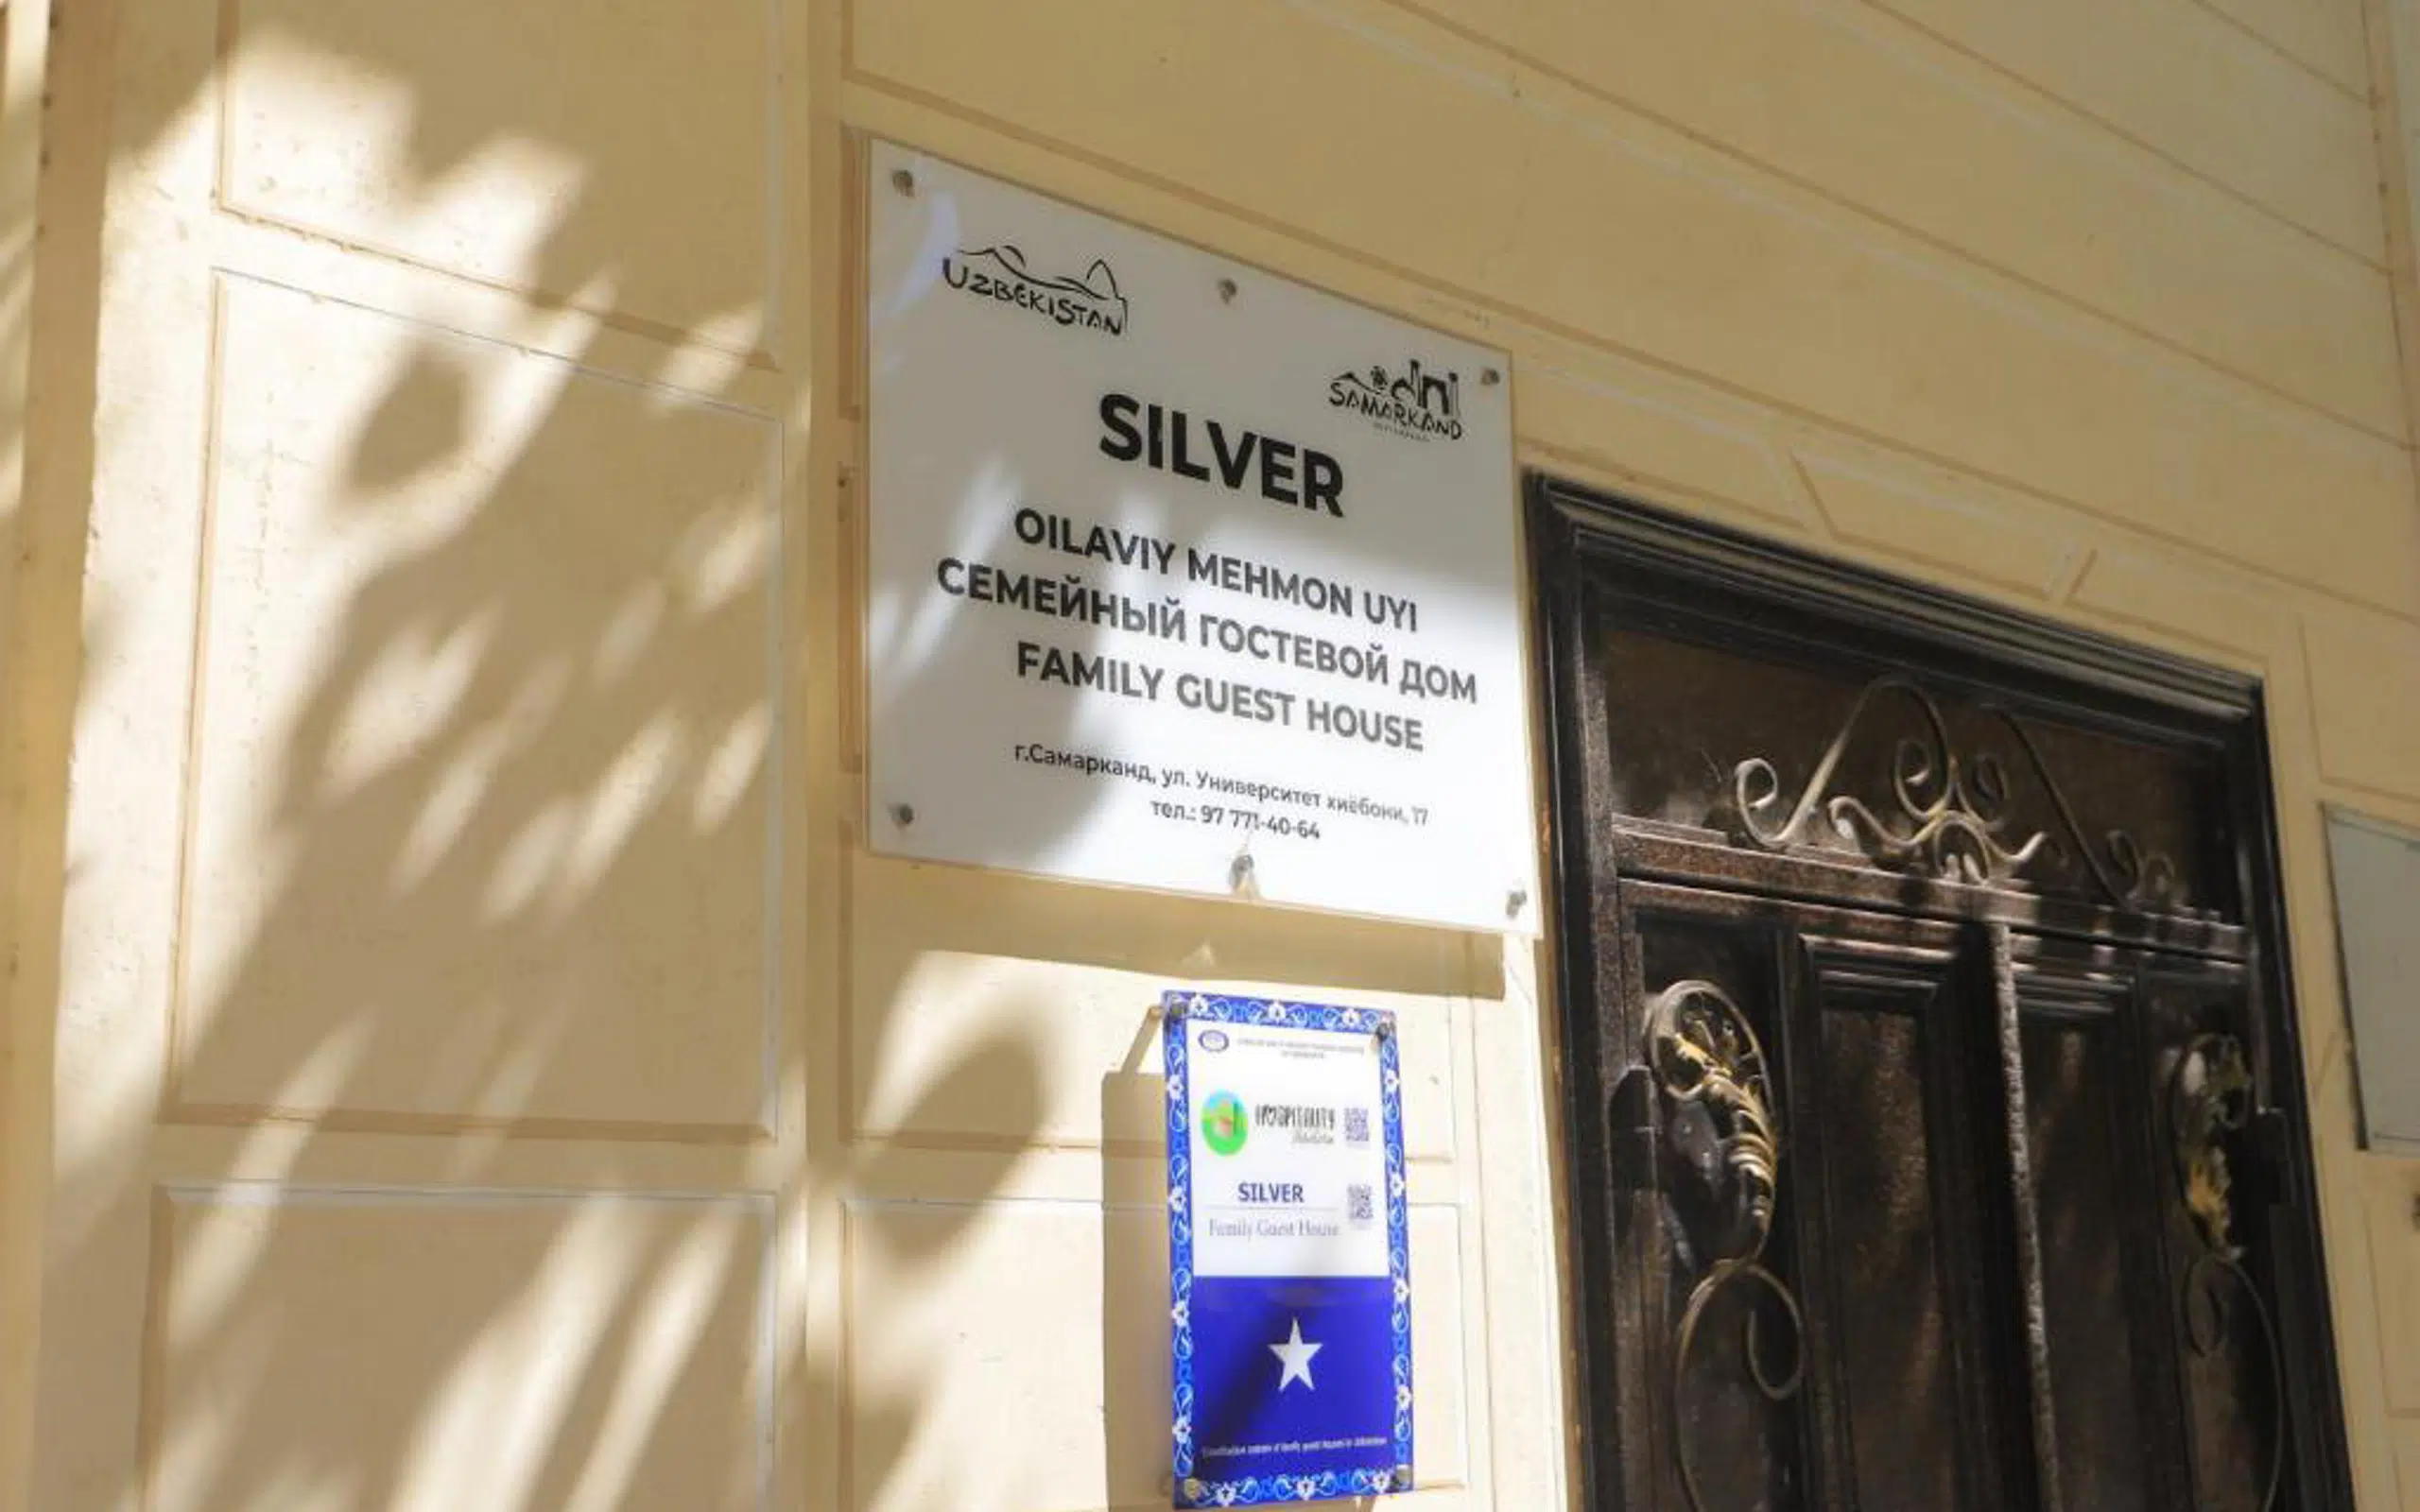 UZBEKISTAN
SAMARKAND
SILVER
OILAVIY MEHMON UYI
СЕМЕЙНЫЙ ГОСТЕВОЙ ДОМ
FAMILY GUEST HOUSE
г.Самарканд, ул. Университет хиёбони, 17
тел.: 97 771-40-64
HOSPITALITY
SILVER
Family Guest House